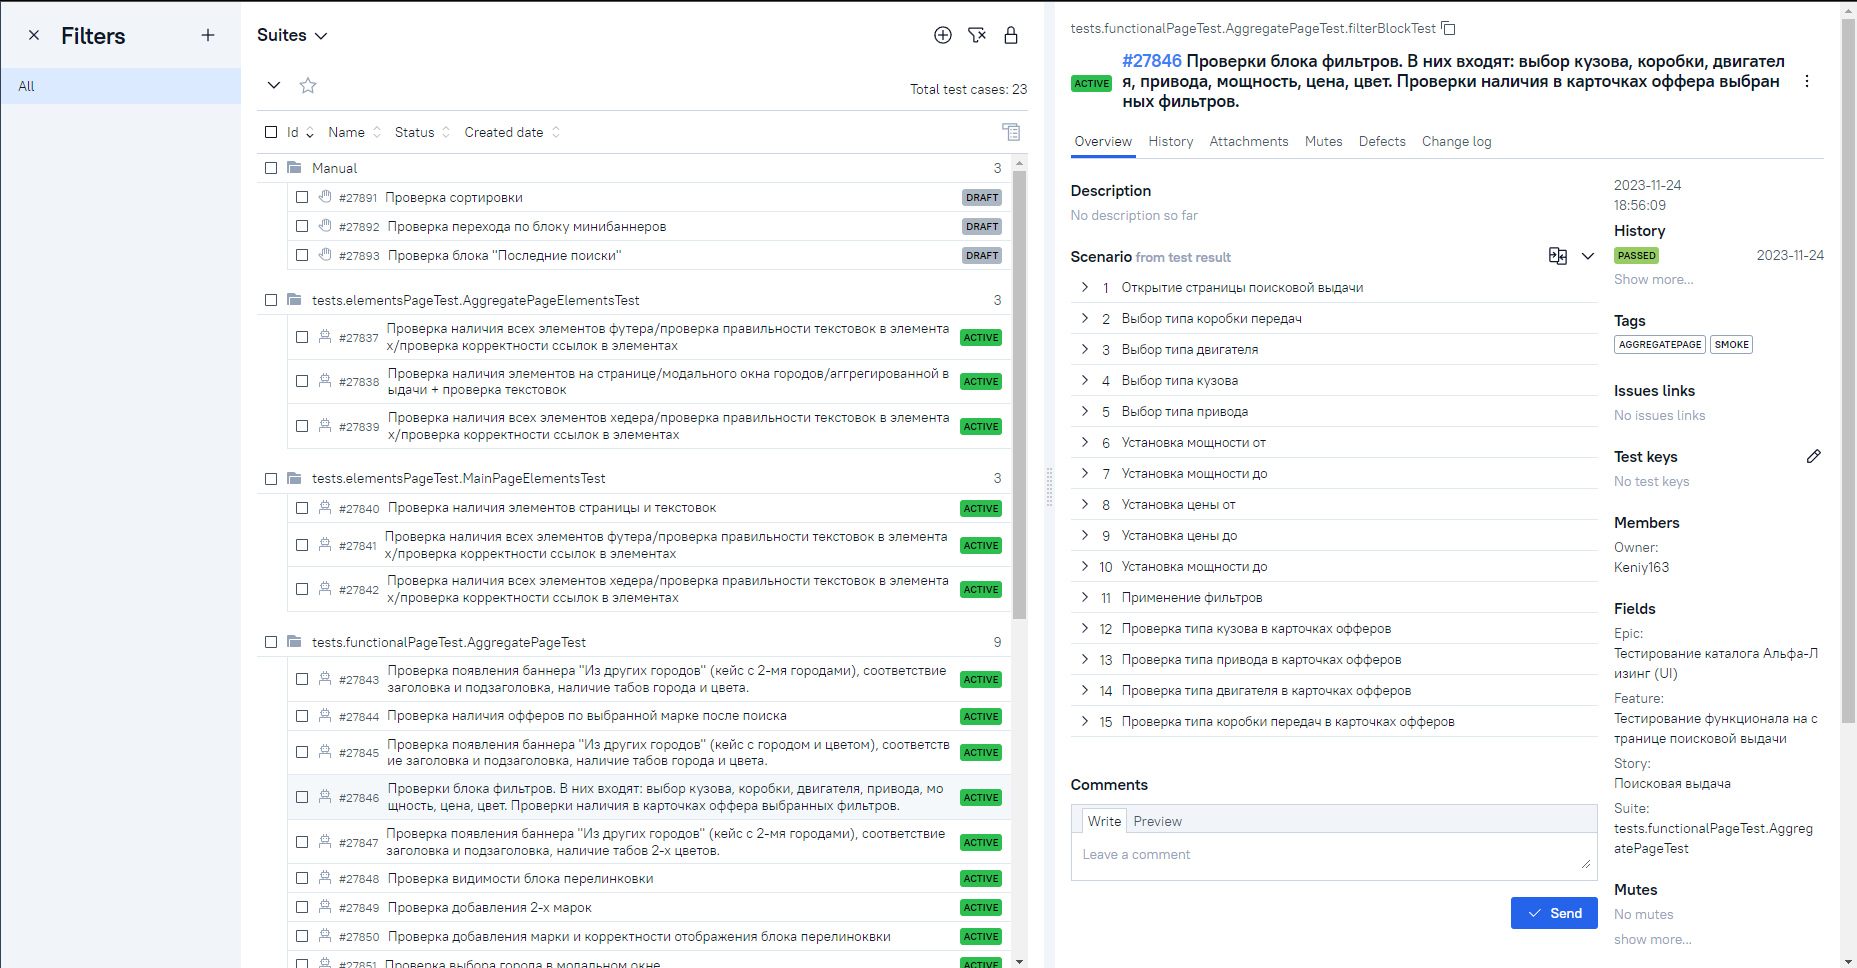 Filters
All
Suites
Total test cases: 23
Id Name Status Created date
Manual 3
#27891 Проверка сортировки DRAFT
#27892 Проверка перехода по блоку минибаннеров DRAFT
#27893 Проверка блока "Последние поиски" DRAFT
tests.elementsPageTest.AggregatePageElementsTest 3
#27837 Проверка наличия всех элементов футера/проверка правильности текстовок в элемента
х/проверка корректности ссылок в элементах ACTIVE
#27838 Проверка наличия элементов на странице/модального окна городов/аггрегированной в
ыдачи + проверка текстовок ACTIVE
#27839 Проверка наличия всех элементов хедера/проверка правильности текстовок в элемента
х/проверка корректности ссылок в элементах ACTIVE
tests.elementsPageTest.MainPageElementsTest 3
#27840 Проверка наличия элементов страницы и текстовок ACTIVE
#27841 Проверка наличия всех элементов футера/проверка правильности текстовок в элемента
х/проверка корректности ссылок в элементах ACTIVE
#27842 Проверка наличия всех элементов хедера/проверка правильности текстовок в элемента
х/проверка корректности ссылок в элементах ACTIVE
tests.functionalPageTest.AggregatePageTest 9
#27843 Проверка появления баннера "Из других городов" (кейс с 2-мя городами), соответствие
заголовка и подзаголовка, наличие табов города и цвета. ACTIVE
#27844 Проверка наличия офферов по выбранной марке после поиска ACTIVE
#27845 Проверка появления баннера "Из других городов" (кейс с городом и цветом), соответств
ие заголовка и подзаголовка, наличие табов города и цвета. ACTIVE
#27846 Проверки блока фильтров. В них входят: выбор кузова, коробки, двигателя, привода, мо
щность, цена, цвет. Проверки наличия в карточках оффера выбранных фильтров. ACTIVE
#27847 Проверка появления баннера "Из других городов" (кейс с 2-мя городами), соответствие
заголовка и подзаголовка, наличие табов 2-х цветов. ACTIVE
#27848 Проверка видимости блока перелинковки ACTIVE
#27849 Проверка добавления 2-х марок ACTIVE
#27850 Проверка добавления марки и корректности отображения блока перелиноквки ACTIVE
#27851 Проверка выбора города в модальном окне ACTIVE
tests.functionalPageTest.AggregatePageTest.filterBlockTest
ACTIVE #27846 Проверки блока фильтров. В них входят: выбор кузова, коробки, двигател
я, привода, мощность, цена, цвет. Проверки наличия в карточках оффера выбран
ных фильтров.
Overview History Attachments Mutes Defects Change log
Description
No description so far
Scenario from test result
1 Открытие страницы поисковой выдачи
2 Выбор типа коробки передач
3 Выбор типа двигателя
4 Выбор типа кузова
5 Выбор типа привода
6 Установка мощности от
7 Установка мощности до
8 Установка цены от
9 Установка цены до
10 Установка мощности до
11 Применение фильтров
12 Проверка типа кузова в карточках офферов
13 Проверка типа привода в карточках офферов
14 Проверка типа двигателя в карточках офферов
15 Проверка типа коробки передач в карточках офферов
Comments
Write Preview
Leave a comment
Send
2023-11-24
18:56:09
History
PASSED 2023-11-24
Show more...
Tags
AGGREGATEPAGE SMOKE
Issues links
No issues links
Test keys
No test keys
Members
Owner:
Keniy163
Fields
Epic:
Тестирование каталога Альфа-Л
изинг (UI)
Feature:
Тестирование функционала на с
транице поисковой выдачи
Story:
Поисковая выдача
Suite:
tests.functionalPageTest.Aggreg
atePageTest
Mutes
No mutes
show more...